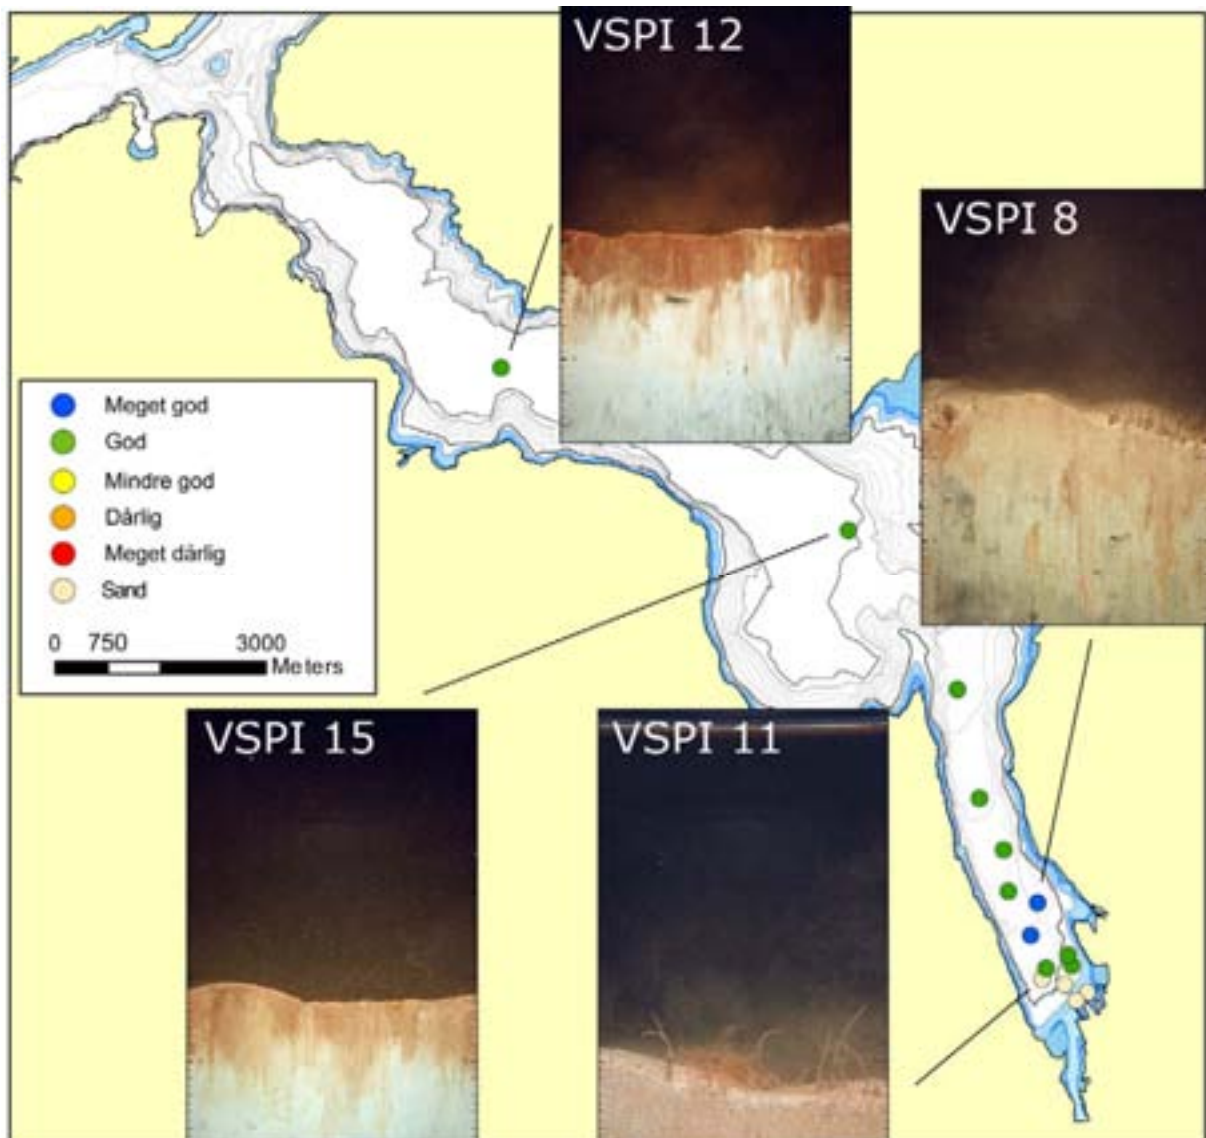 VSPI 12
VSPI 8
Meget god
God
Mindre god
Dårlig
Meget dårlig
Sand
0 750 3000
Meters
VSPI 15
VSPI 11